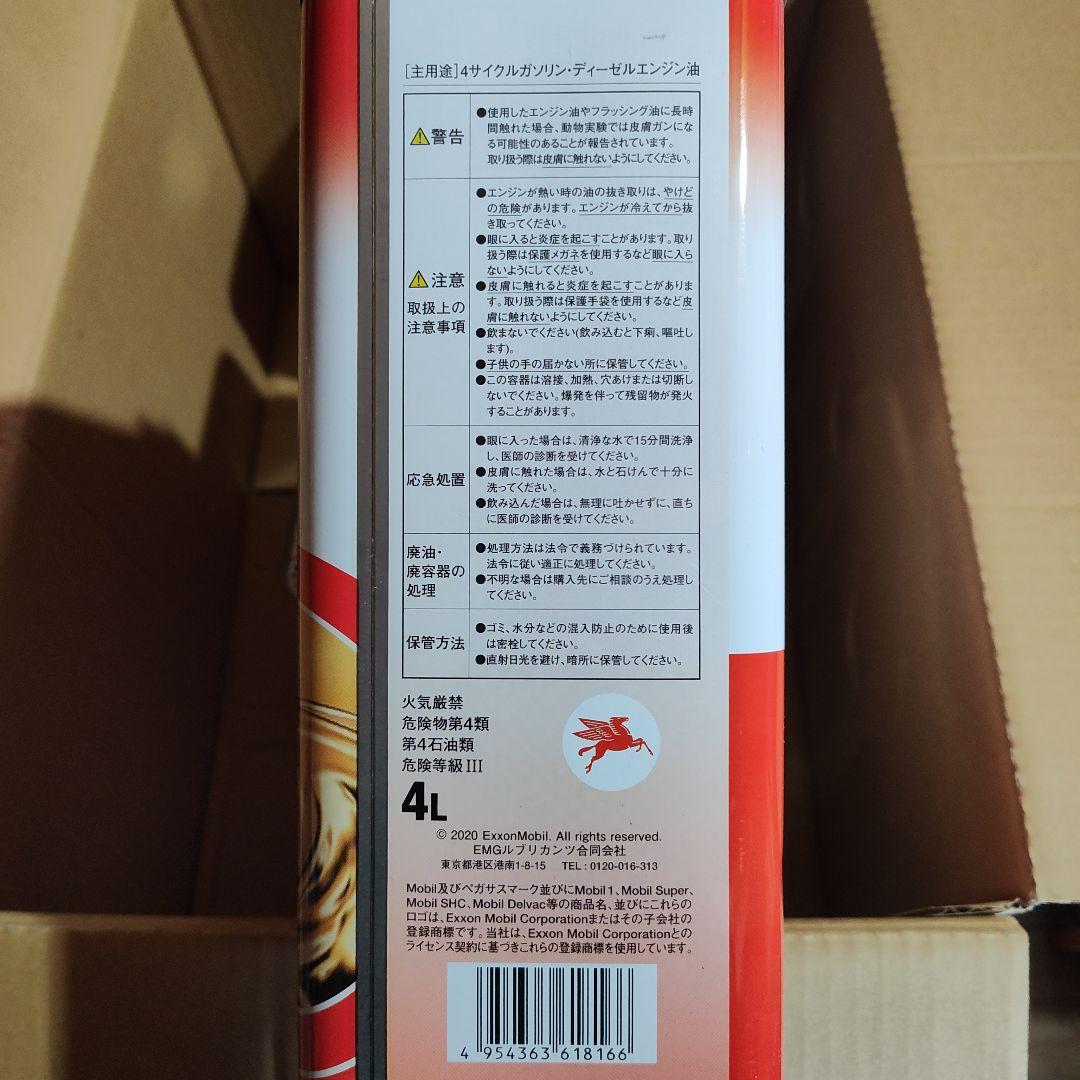 [主用途]4サイクルガソリン・ディーゼルエンジン油
警告
●使用したエンジン油やフラッシング油に長時
間触れた場合、動物実験では皮膚ガンにな
る可能性のあることが報告されています。
取り扱う際は皮膚に触れないようにしてください。
注意
取扱上の
注意事項
●エンジンが熱い時の油の抜き取りは、やけど
の危険があります。エンジンが冷えてから抜
き取ってください。
●眼に入ると炎症を起こすことがあります。取り
扱う際は保護メガネを使用するなど眼に入ら
ないようにしてください。
●皮膚に触れると炎症を起こすことがありま
す。取り扱う際は保護手袋を使用するなど皮
膚に触れないようにしてください。
●飲まないでください(飲み込むと下痢、嘔吐し
ます)。
●子供の手の届かない所に保管してください。
●この容器は溶接、加熱、穴あけまたは切断し
ないでください。爆発を伴って残留物が発火
することがあります。
応急処置
●眼に入った場合は、清浄な水で15分間洗浄
し、医師の診断を受けてください。
●皮膚に触れた場合は、水と石けんで十分に
洗ってください。
●飲み込んだ場合は、無理に吐かせずに、直ち
に医師の診断を受けてください。
廃油・
廃容器の
処理
●処理方法は法令で義務づけられています。
法令に従い適正に処理してください。
●不明な場合は購入先にご相談のうえ処理し
てください。
保管方法
●ゴミ、水分などの混入防止のために使用後
は密栓してください。
●直射日光を避け、暗所に保管してください。
火気厳禁
危険物第4類
第4石油類
危険等級III
4L
© 2020 ExxonMobil. All rights reserved.
EMGルブリカンツ合同会社
東京都港区港南1-8-15 TEL : 0120-016-313
Mobil及びペガサスマーク並びにMobil 1、Mobil Super、
Mobil SHC、Mobil Delvac等の商品名、並びにこれらの
ロゴは、Exxon Mobil Corporationまたはその子会社の
登録商標です。当社は、Exxon Mobil Corporationとの
ライセンス契約に基づきこれらの登録商標を使用しています。
4 954363 618166